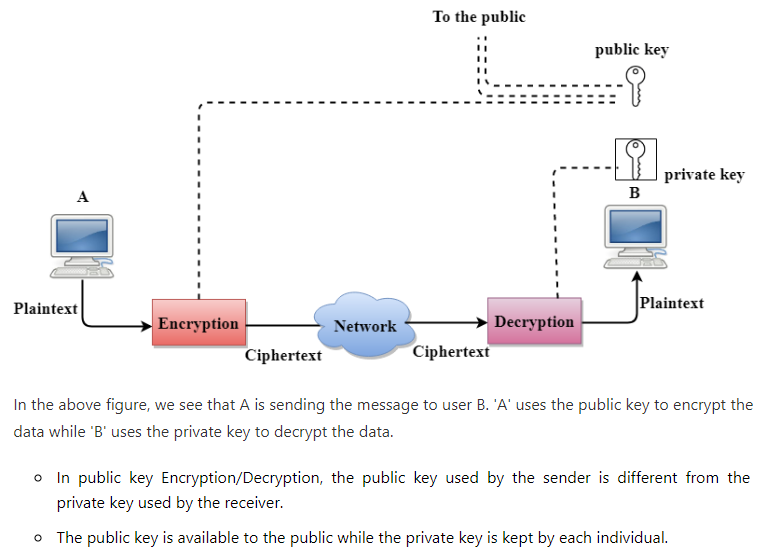 To the public
public key
private key
A
B
Plaintext
Plaintext
Encryption
Network
Decryption
Ciphertext
Ciphertext
In the above figure, we see that A is sending the message to user B. 'A' uses the public key to encrypt the
data while 'B' uses the private key to decrypt the data.
In public key Encryption/Decryption, the public key used by the sender is different from the
private key used by the receiver.
The public key is available to the public while the private key is kept by each individual.